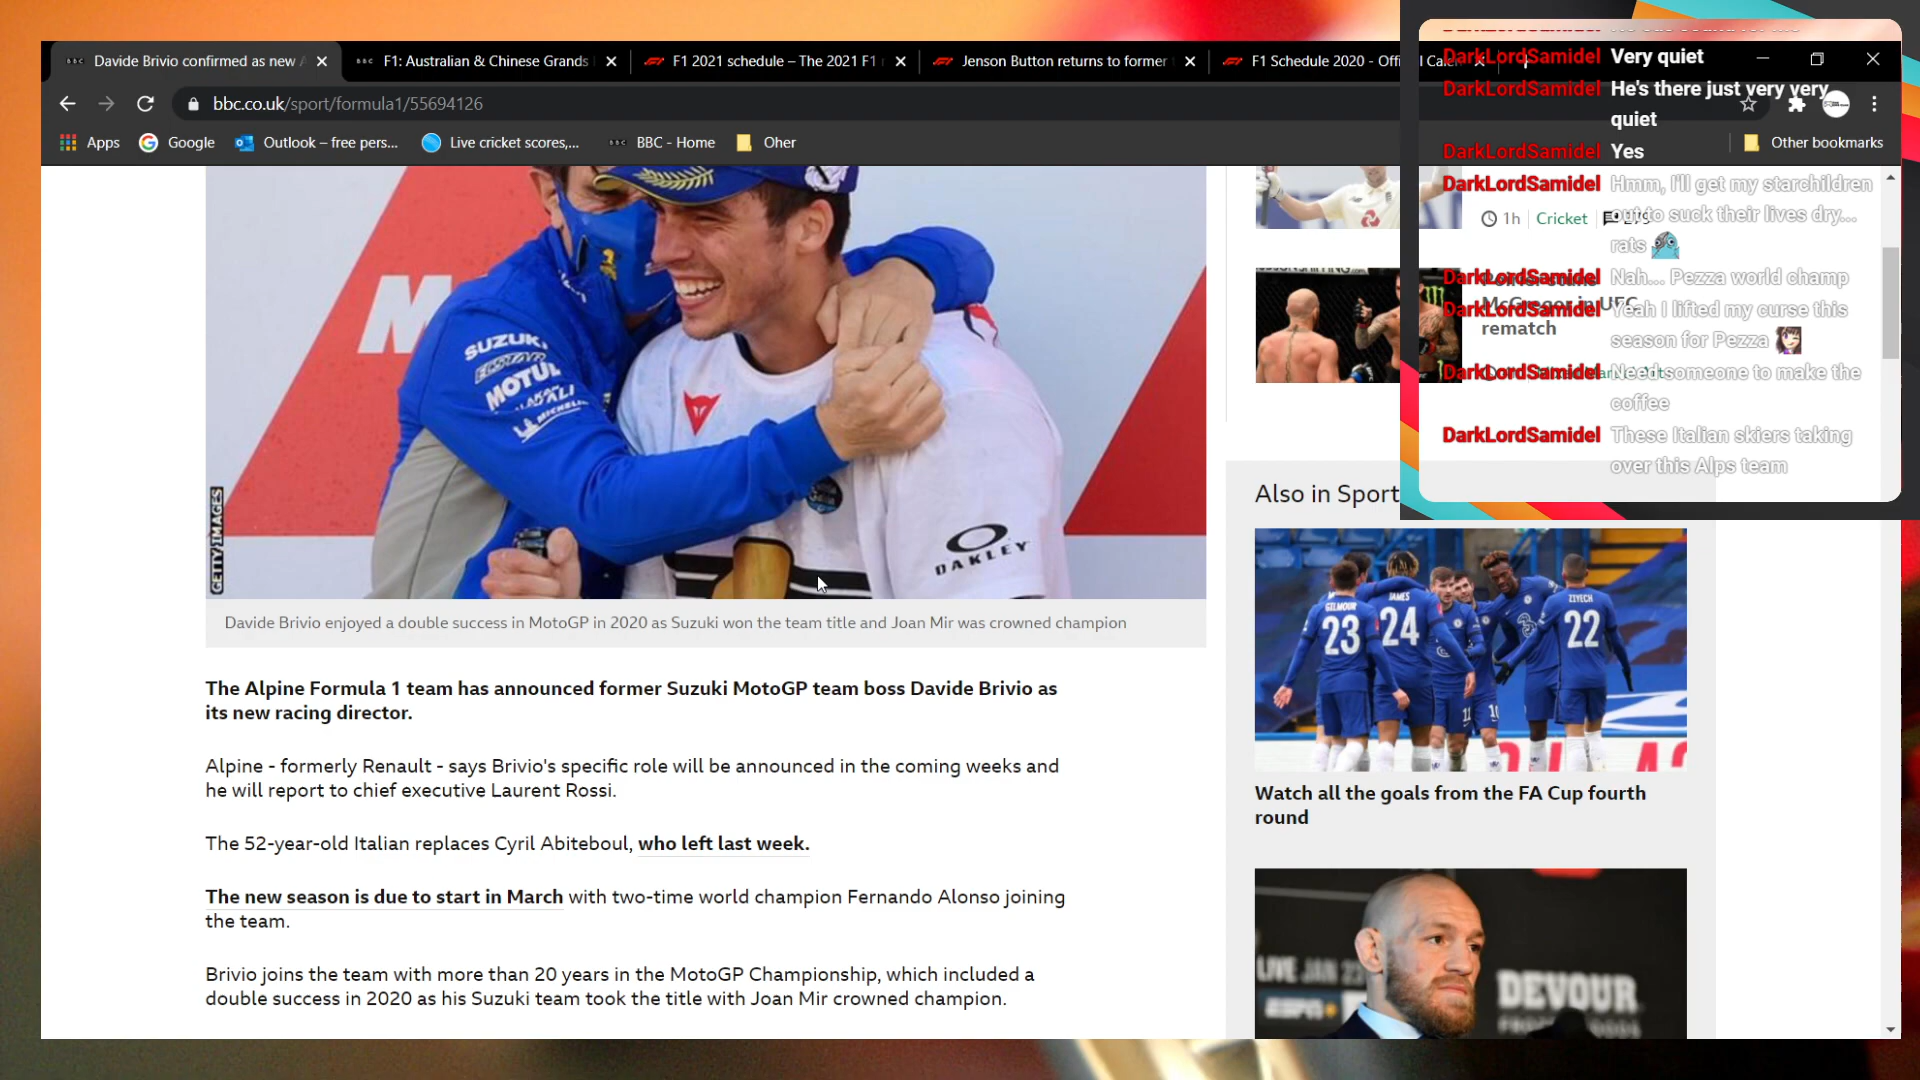 Davide Brivio confirmed as new
F1: Australian & Chinese Grands
F1 2021 schedule – The 2021 F1
Jenson Button returns to former
F1 Schedule 2020 - Offi
bbc.co.uk/sport/formula1/55694126
Apps
Google
Outlook – free pers...
Live cricket scores,...
BBC - Home
Oher
Other bookmarks
DarkLordSamidel Very quiet
DarkLordSamidel He's there just very very
quiet
DarkLordSamidel Yes
DarkLordSamidel Hmm, I'll get my starchildren
out to suck their lives dry...
rats
DarkLordSamidel Nah... Pezza world champ
DarkLordSamidel Yeah I lifted my curse this
season for Pezza
DarkLordSamidel Need someone to make the
coffee
DarkLordSamidel These Italian skiers taking
over this Alps team
SUZUKI
ECSTAR
MOTUL
MICHELIN
OAKLEY
GETTY IMAGES
Davide Brivio enjoyed a double success in MotoGP in 2020 as Suzuki won the team title and Joan Mir was crowned champion
The Alpine Formula 1 team has announced former Suzuki MotoGP team boss Davide Brivio as
its new racing director.
Alpine - formerly Renault - says Brivio's specific role will be announced in the coming weeks and
he will report to chief executive Laurent Rossi.
The 52-year-old Italian replaces Cyril Abiteboul, who left last week.
The new season is due to start in March with two-time world champion Fernando Alonso joining
the team.
Brivio joins the team with more than 20 years in the MotoGP Championship, which included a
double success in 2020 as his Suzuki team took the title with Joan Mir crowned champion.
1h
Cricket
McGregor in UFC
rematch
Also in Sport
GILMOUR
23
JAMES
24
ZIYECH
22
Watch all the goals from the FA Cup fourth
round
LIVE JAN 23
ESPN+
DEVOUR